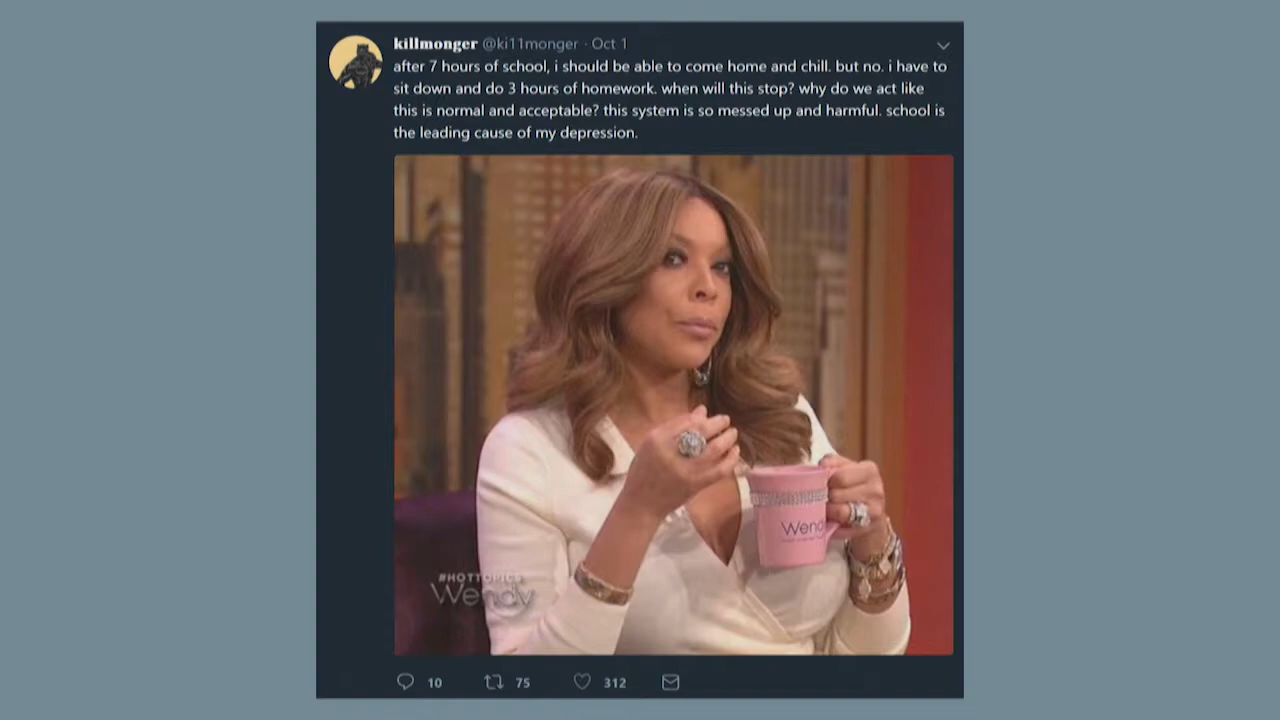 killmonger @ki11monger · Oct 1
after 7 hours of school, i should be able to come home and chill. but no. i have to
sit down and do 3 hours of homework. when will this stop? why do we act like
this is normal and acceptable? this system is so messed up and harmful. school is
the leading cause of my depression.
Wend
#HOTTOPICS
Wendy
10 75 312